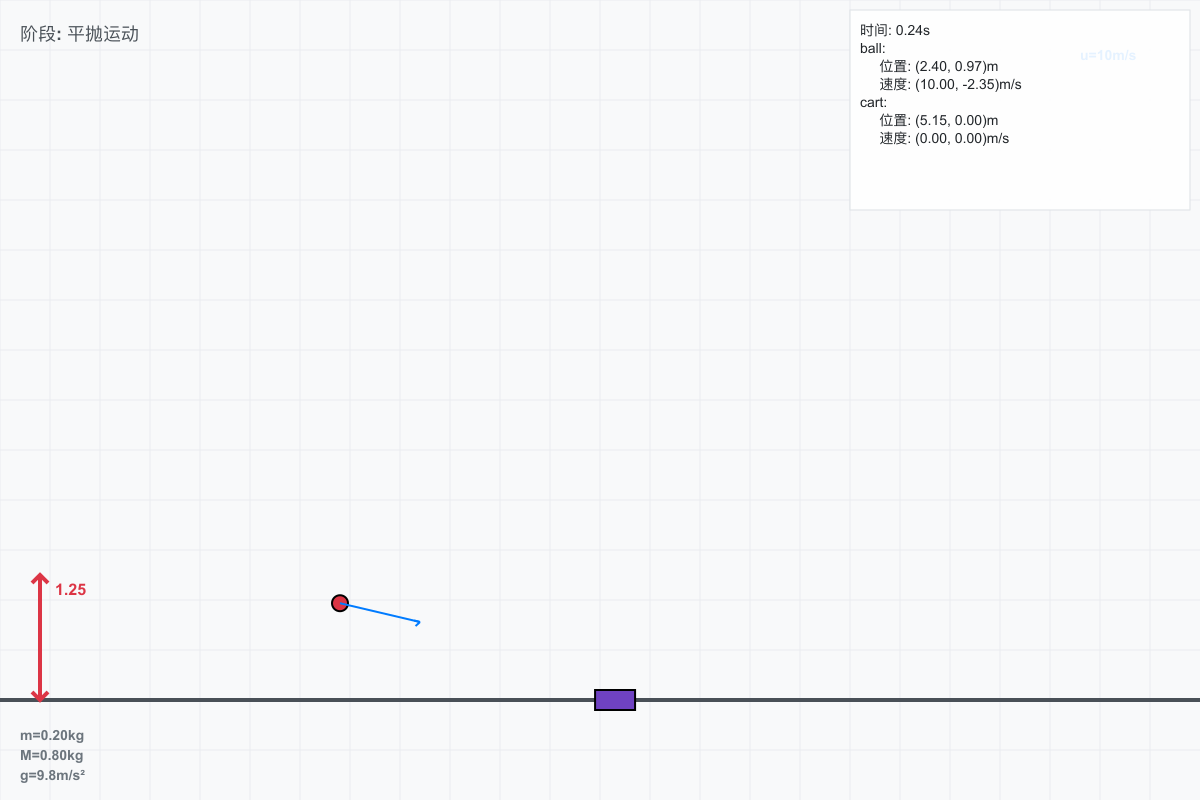 阶段: 平抛运动
时间: 0.24s
ball:
位置: (2.40, 0.97)m
速度: (10.00, -2.35)m/s
cart:
位置: (5.15, 0.00)m
速度: (0.00, 0.00)m/s
u=10m/s
1.25
m=0.20kg
M=0.80kg
g=9.8m/s²